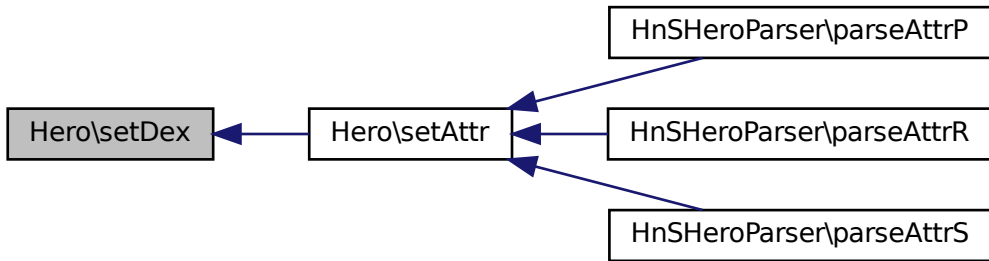 HnSHeroParser\parseAttrP
Hero\setDex
Hero\setAttr
HnSHeroParser\parseAttrR
HnSHeroParser\parseAttrS